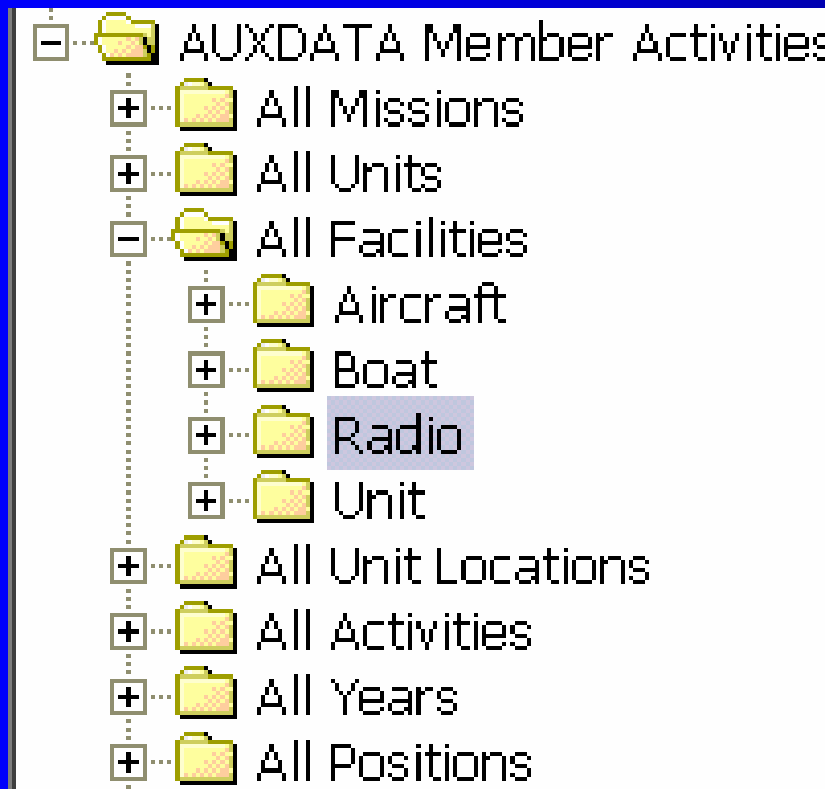 AUXDATA Member Activities
All Missions
All Units
All Facilities
Aircraft
Boat
Radio
Unit
All Unit Locations
All Activities
All Years
All Positions